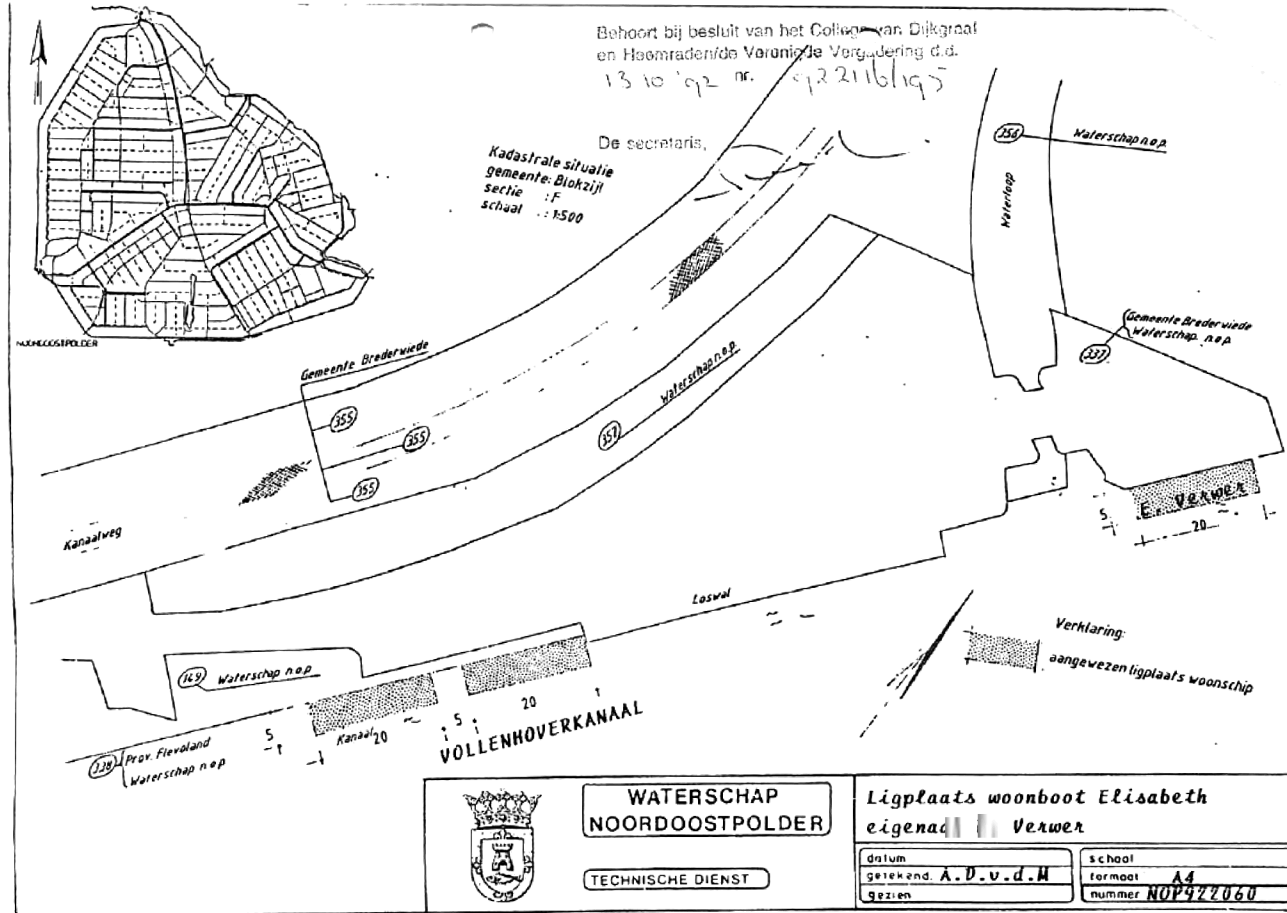 Behoort bij besluit van het College van Dijkgraaf
en Heemraden/de Verenigde Vergadering d.d.
13 10 '92 nr. 922116/195
De secretaris,
Kadastrale situatie
gemeente: Blokzijl
sectie : F
schaal : 1:500
NOORDOOSTPOLDER
356
Waterschap n.o.p.
Waterloop
Gemeente Brederwiede
Waterschap n.o.p.
337
Gemeente Brederwiede
355
355
355
Waterschap n.o.p.
357
Kanaalweg
E. Verwer
5
20
Loswal
169
Waterschap n.o.p.
338
Prov. Flevoland
Waterschap n.o.p.
5
Kanaal
20
5
20
VOLLENHOVERKANAAL
Verklaring:
aangewezen ligplaats woonschip
WATERSCHAP
NOORDOOSTPOLDER
TECHNISCHE DIENST
Ligplaats woonboot Elisabeth
Verwer
datum
getekend. A.D.v.d.M
gezien
schaal
formaat A4
nummer NOP922060